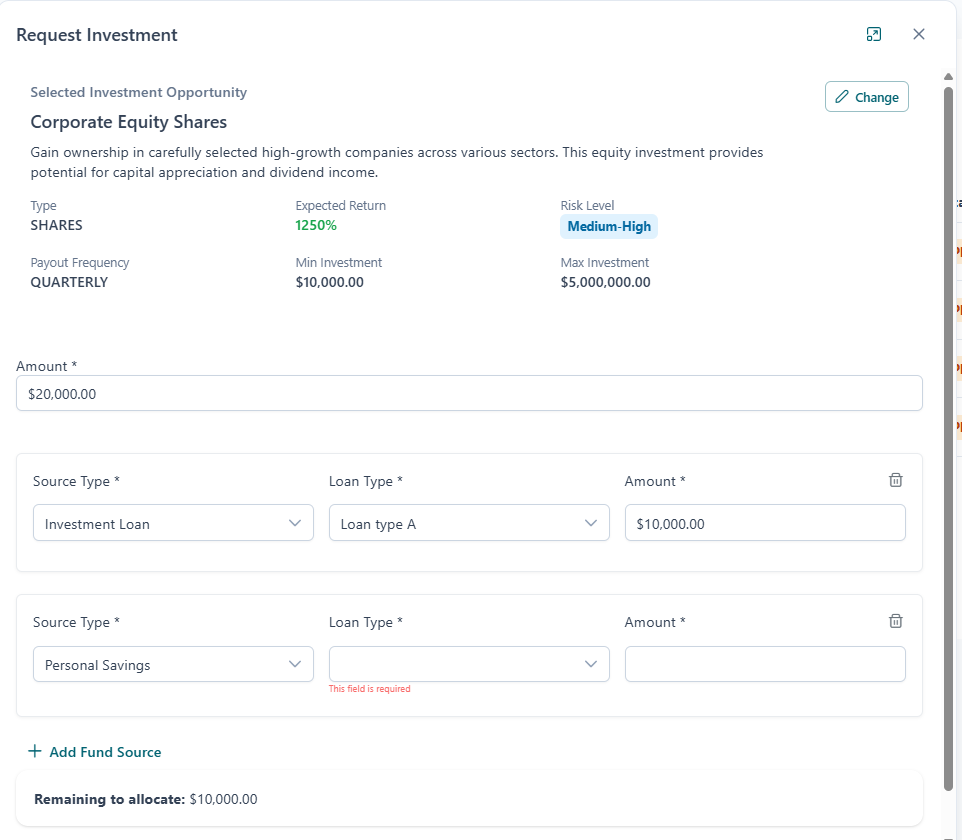 Request Investment
Selected Investment Opportunity
Change
Corporate Equity Shares
Gain ownership in carefully selected high-growth companies across various sectors. This equity investment provides
potential for capital appreciation and dividend income.
Type
Expected Return
Risk Level
SHARES
1250%
Medium-High
Payout Frequency
Min Investment
Max Investment
QUARTERLY
$10,000.00
$5,000,000.00
Amount *
$20,000.00
Source Type *
Loan Type *
Amount *
Investment Loan
Loan type A
$10,000.00
Source Type *
Loan Type *
Amount *
Personal Savings
This field is required
Add Fund Source
Remaining to allocate: $10,000.00